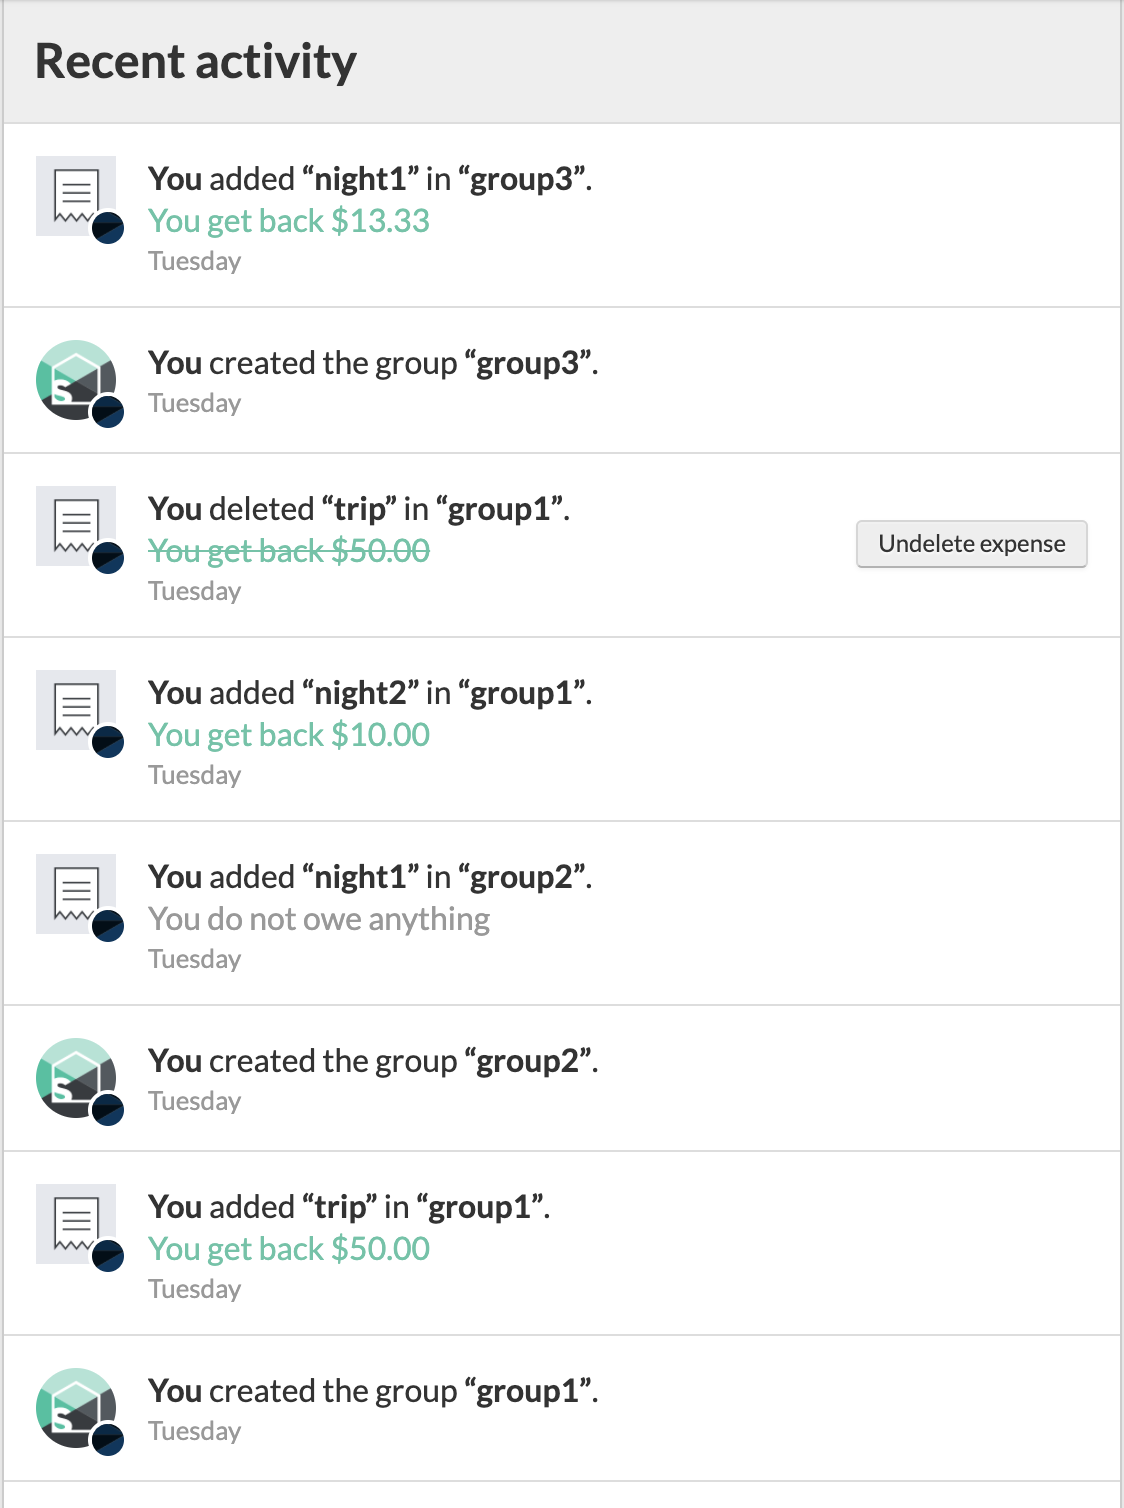 Recent activity
You added “night1” in “group3”.
You get back $13.33
Tuesday
You created the group “group3”.
Tuesday
You deleted “trip” in “group1”.
You get back $50.00
Tuesday
Undelete expense
You added “night2” in “group1”.
You get back $10.00
Tuesday
You added “night1” in “group2”.
You do not owe anything
Tuesday
You created the group “group2”.
Tuesday
You added “trip” in “group1”.
You get back $50.00
Tuesday
You created the group “group1”.
Tuesday